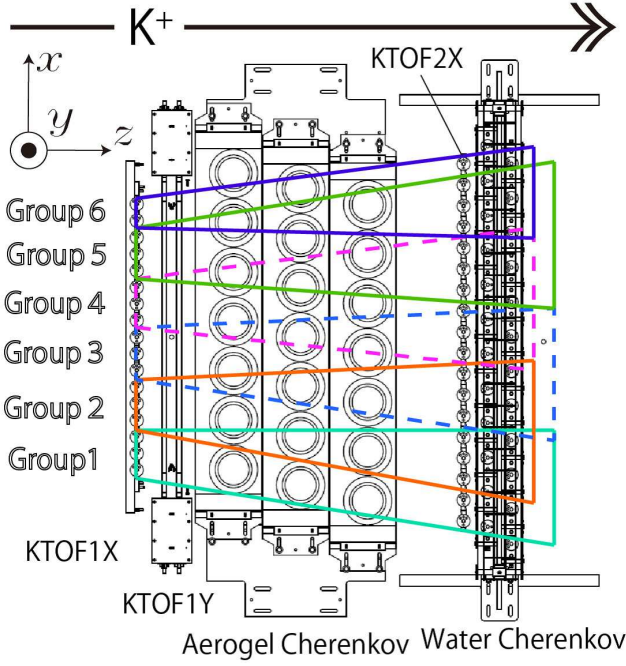 K+
KTOF2X
x
y
z
Group 6
Group 5
Group 4
Group 3
Group 2
Group1
KTOF1X
KTOF1Y
Aerogel Cherenkov
Water Cherenkov